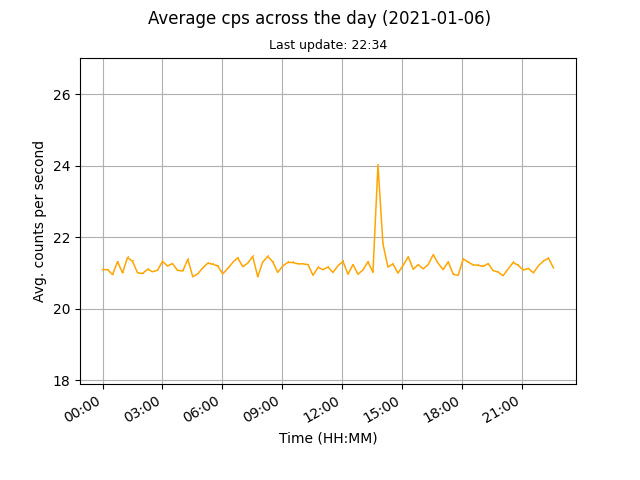 Average cps across the day (2021-01-06)
Last update: 22:34
26
24
22
20
18
Avg. counts per second
00:00 03:00 06:00 09:00 12:00 15:00 18:00 21:00
Time (HH:MM)